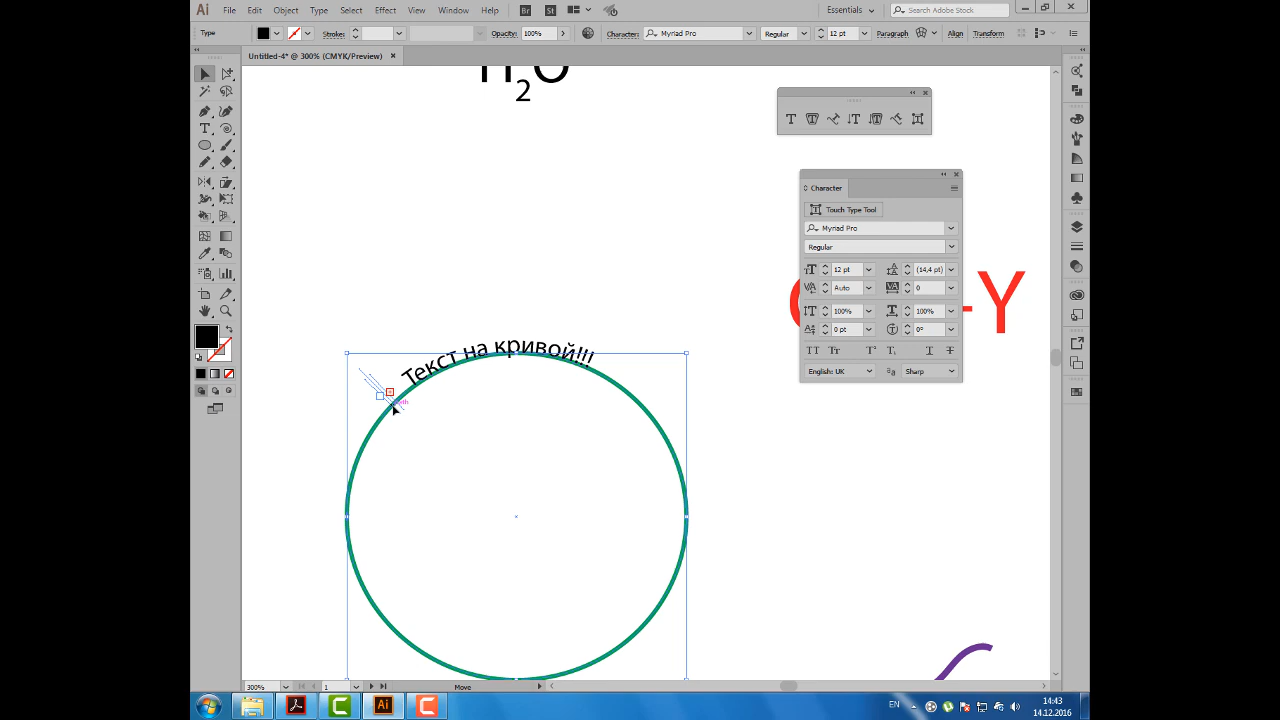 Ai File Edit Object Type Select Effect View Window Help Br St Essentials Search Adobe Stock
Type Stroke: Opacity: 100% Character: Myriad Pro Regular 12 pt Paragraph Align Transform
Untitled-4* @ 300% (CMYK/Preview)
H2O
Character
Touch Type Tool
Myriad Pro
Regular
12 pt (14,4 pt)
Auto 0
100% 100%
0 pt 0°
English: UK Sharp
Y
Текст на кривой!!!
300% 1 Move
Ai EN 14:43
14.12.2016